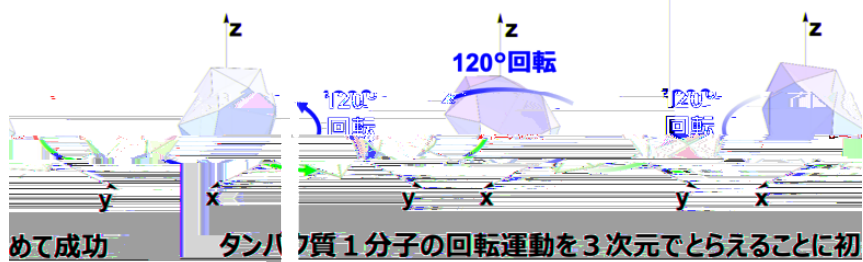 z
z
z
120°回転
120°
回転
120°
回転
y
x
y
x
y
x
めて成功
タンパク質1分子の回転運動を3次元でとらえることに初